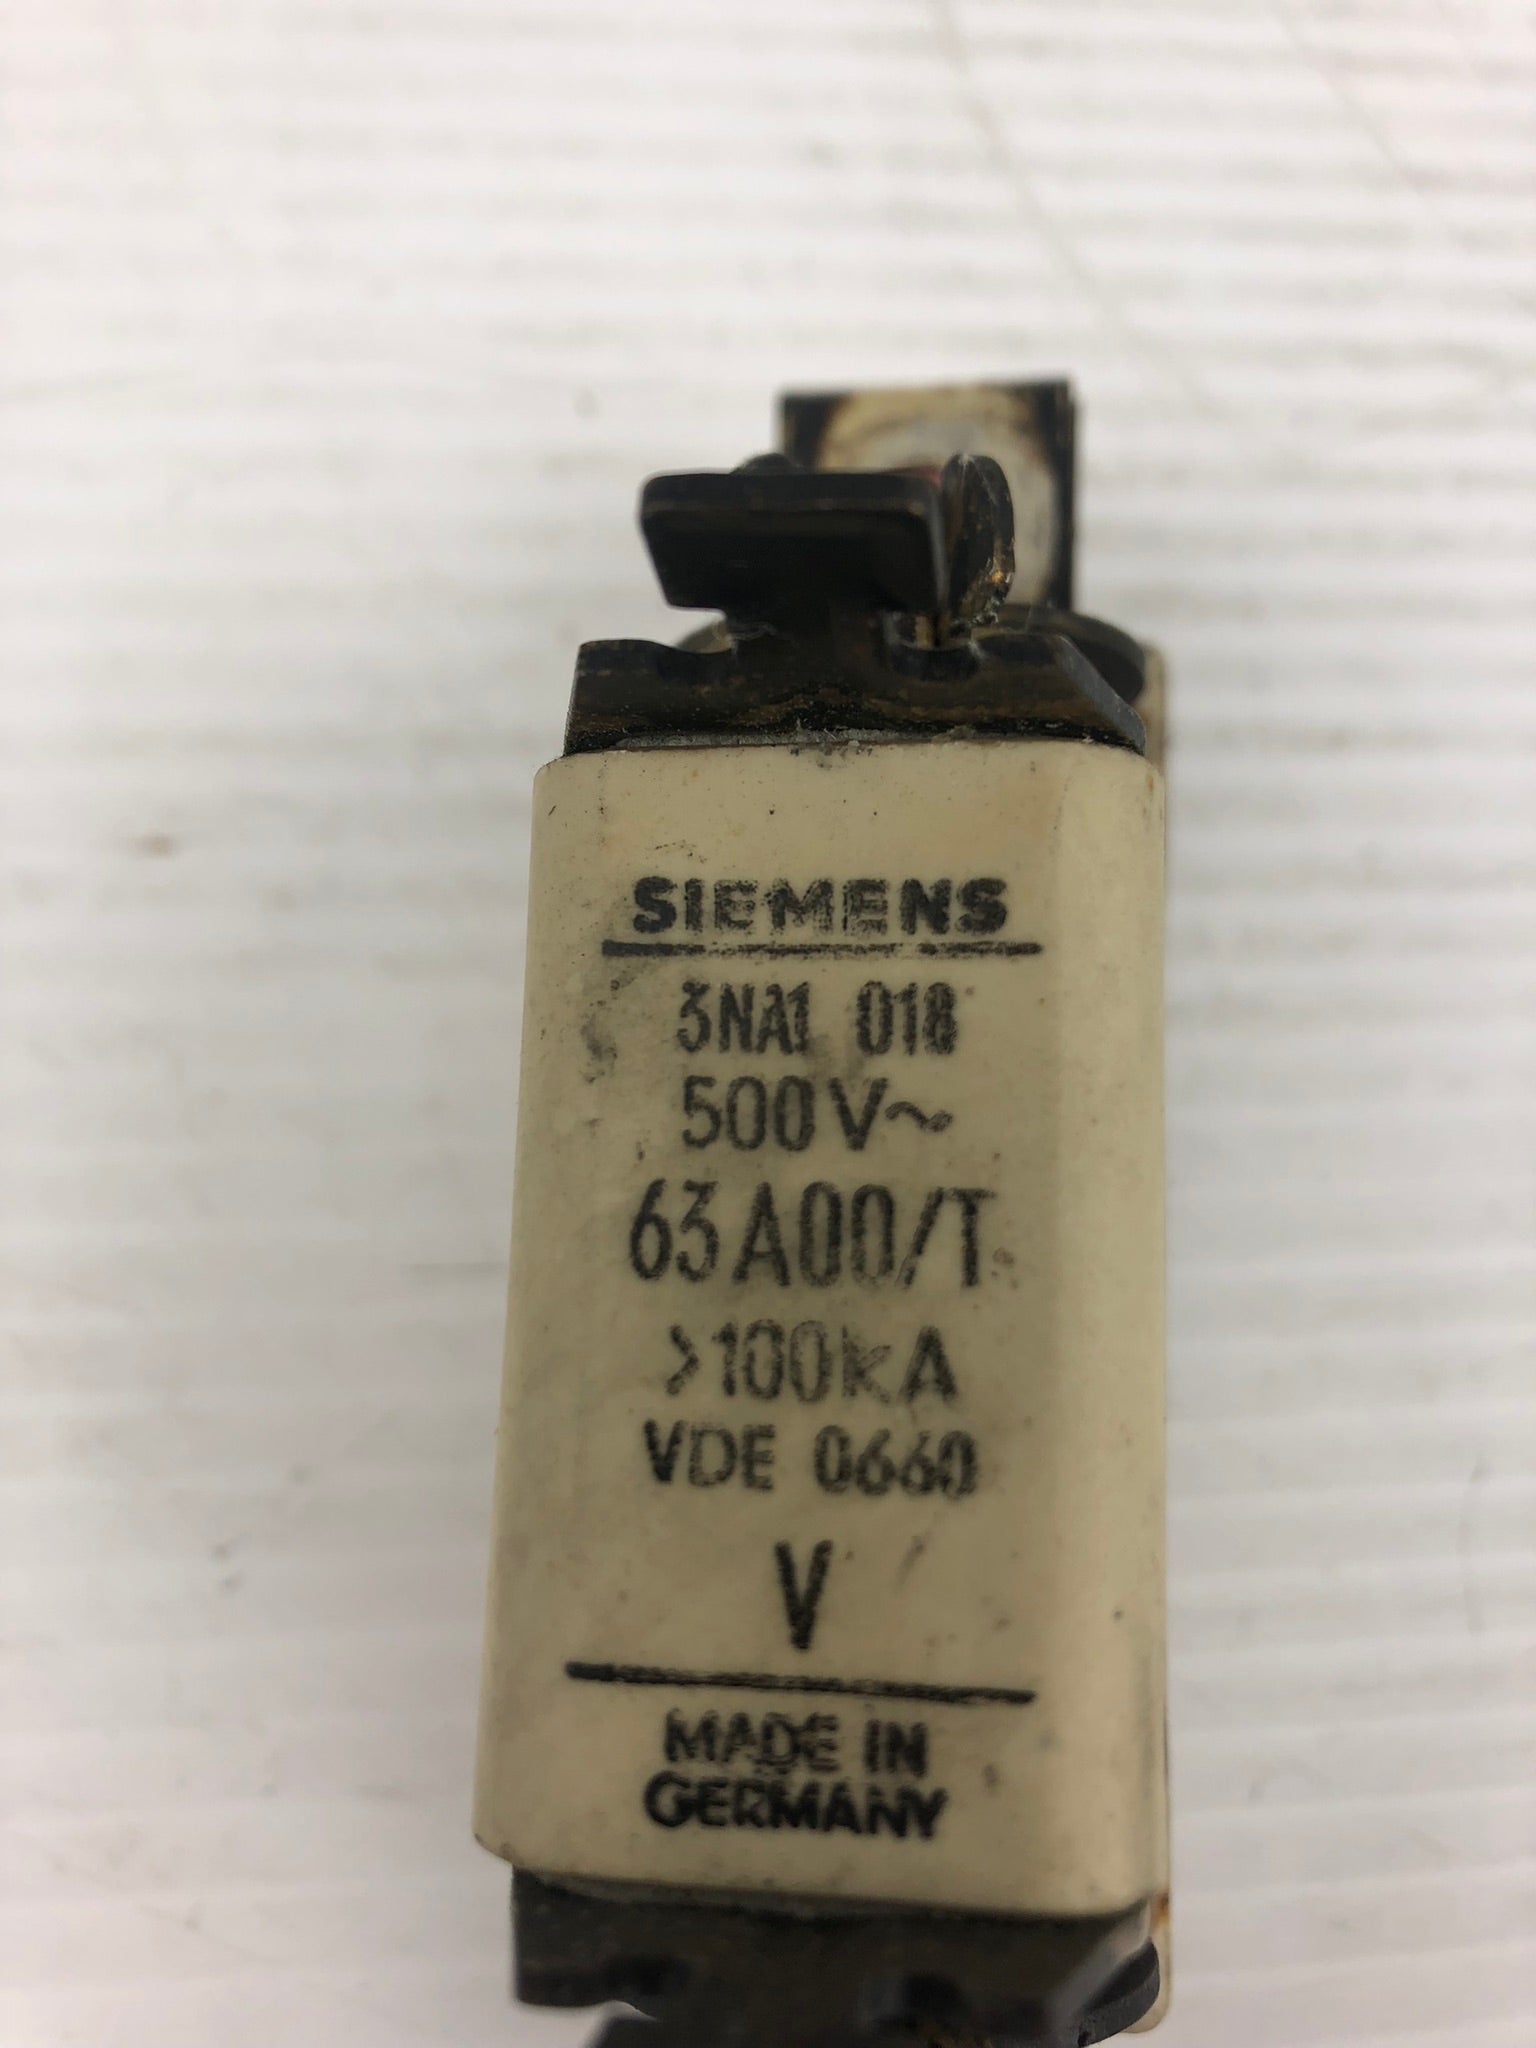 SIEMENS
3NA1 018
500V~
63A00/T
>100kA
VDE 0660
V
MADE IN
GERMANY